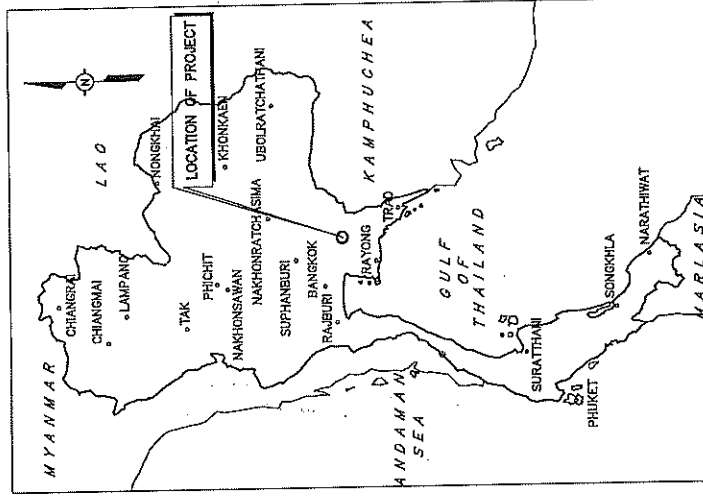 MYANMAR
LAO
N
LOCATION OF PROJECT
CHIANGRAI
CHIANGMAI
LAMPANG
NONGKHAI
TAK
PHICHIT
KHONKAEN
NAKHONSAWAN
NAKHONRATCHASIMA
UBOLRATCHATHANI
SUPHANBURI
BANGKOK
RAJBURI
RAYONG
TRAD
KAMPHUCHEA
GULF
OF
THAILAND
ANDAMAN
SEA
SURATTHANI
PHUKET
SONGKHLA
NARATHIWAT
MARLASIA